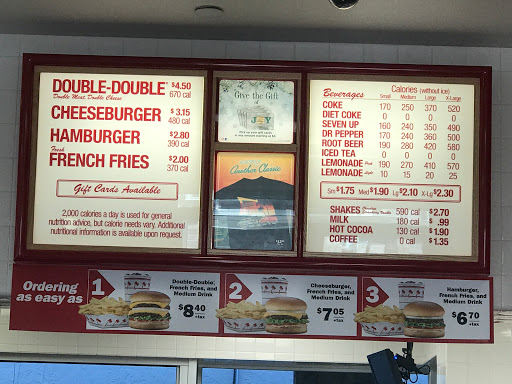 DOUBLE-DOUBLE $4.50
Double Meat Double Cheese 670 cal
CHEESEBURGER $3.15
480 cal
HAMBURGER $2.80
390 cal
Fresh
FRENCH FRIES $2.00
370 cal
Gift Cards Available
2,000 calories a day is used for general
nutrition advice, but calorie needs vary. Additional
nutritional information is available upon request.
Give the Gift
of
JOY
Another Classic
Beverages Calories (without ice)
Small Medium Large X-Large
COKE 170 250 370 520
DIET COKE 0 0 0 0
SEVEN UP 160 240 350 490
DR PEPPER 170 240 360 500
ROOT BEER 190 280 420 580
ICED TEA 0 0 0 0
LEMONADE Pink 190 270 410 570
LEMONADE Light 10 15 20 25
Sm $1.75 Med $1.90 Lg $2.10 X-Lg $2.30
SHAKES 590 cal $2.70
MILK 180 cal $.99
HOT COCOA 130 cal $1.90
COFFEE 0 cal $1.35
Ordering
as easy as
1
Double-Double,
French Fries, and
Medium Drink
$8.40
+tax
2
Cheeseburger,
French Fries, and
Medium Drink
$7.05
+tax
3
Hamburger,
French Fries, and
Medium Drink
$6.70
+tax